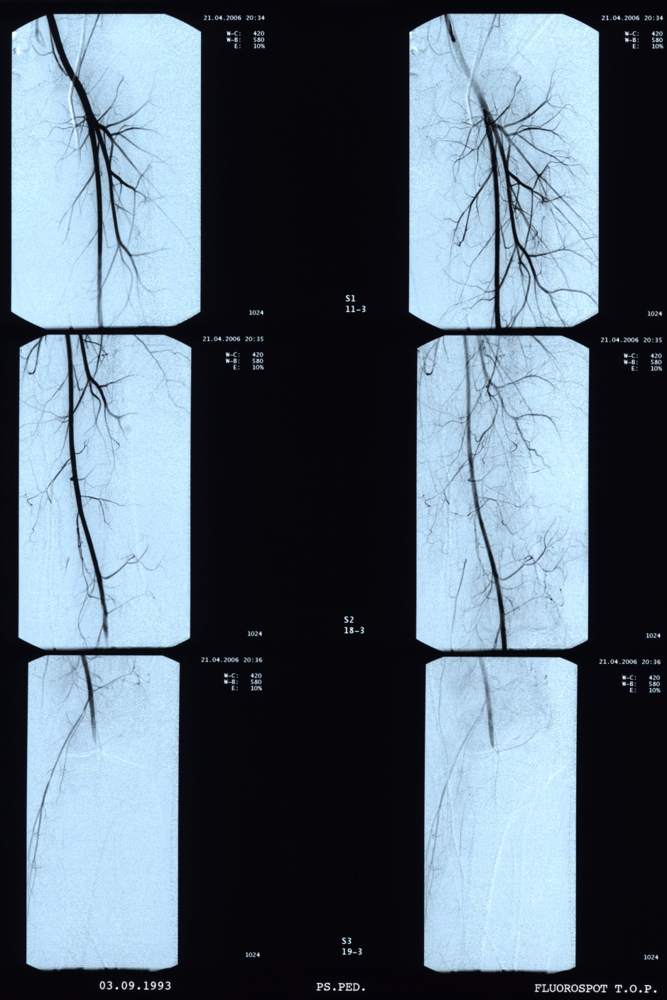 21.04.2006 20:34
W-C: 420
W-B: 580
E: 10%
1024
S1
11-3
21.04.2006 20:34
W-C: 420
W-B: 580
E: 10%
1024
21.04.2006 20:35
W-C: 420
W-B: 580
E: 10%
1024
S2
18-3
21.04.2006 20:35
W-C: 420
W-B: 580
E: 10%
1024
21.04.2006 20:36
W-C: 420
W-B: 580
E: 10%
1024
S3
19-3
21.04.2006 20:36
W-C: 420
W-B: 580
E: 10%
1024
03.09.1993
PS.PED.
FLUOROSPOT T.O.P.